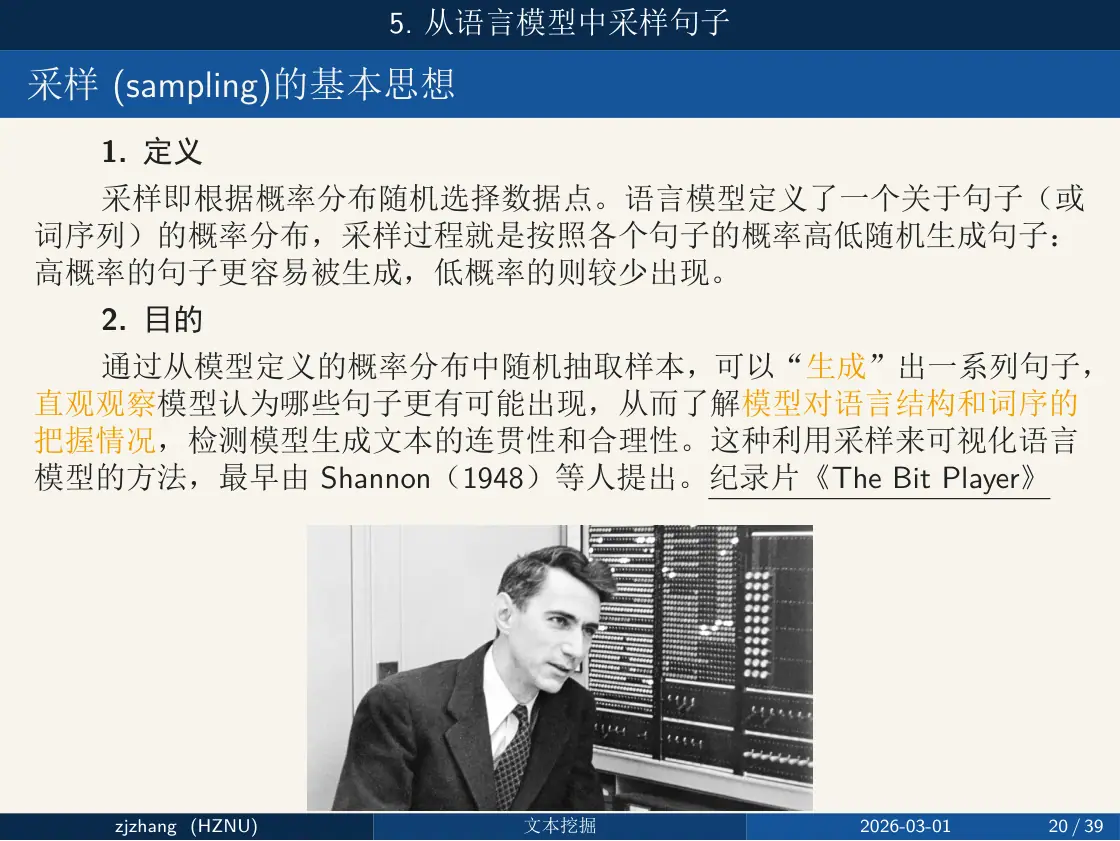 5. 从语言模型中采样句子
采样 (sampling)的基本思想
1. 定义
采样即根据概率分布随机选择数据点。语言模型定义了一个关于句子（或
词序列）的概率分布，采样过程就是按照各个句子的概率高低随机生成句子：
高概率的句子更容易被生成，低概率的则较少出现。
2. 目的
通过从模型定义的概率分布中随机抽取样本，可以“生成”出一系列句子，
直观观察模型认为哪些句子更有可能出现，从而了解模型对语言结构和词序的
把握情况，检测模型生成文本的连贯性和合理性。这种利用采样来可视化语言
模型的方法，最早由 Shannon（1948）等人提出。纪录片《The Bit Player》
zjzhang (HZNU) 文本挖掘 2026-03-01 20 / 39